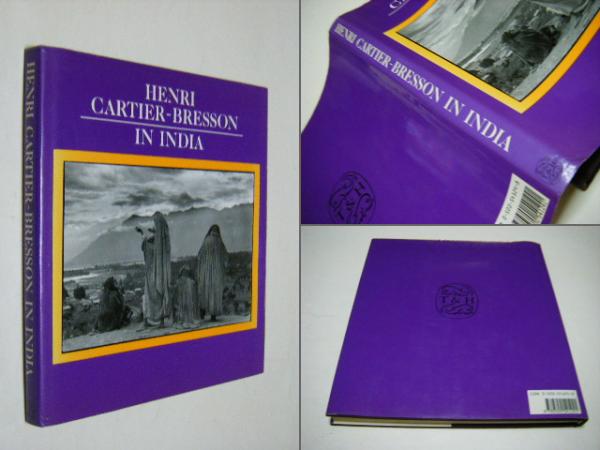 HENRI
CARTIER-BRESSON
IN INDIA
HENRI CARTIER-BRESSON IN INDIA
HENRI CARTIER-BRESSON IN INDIA
T & H
T & H